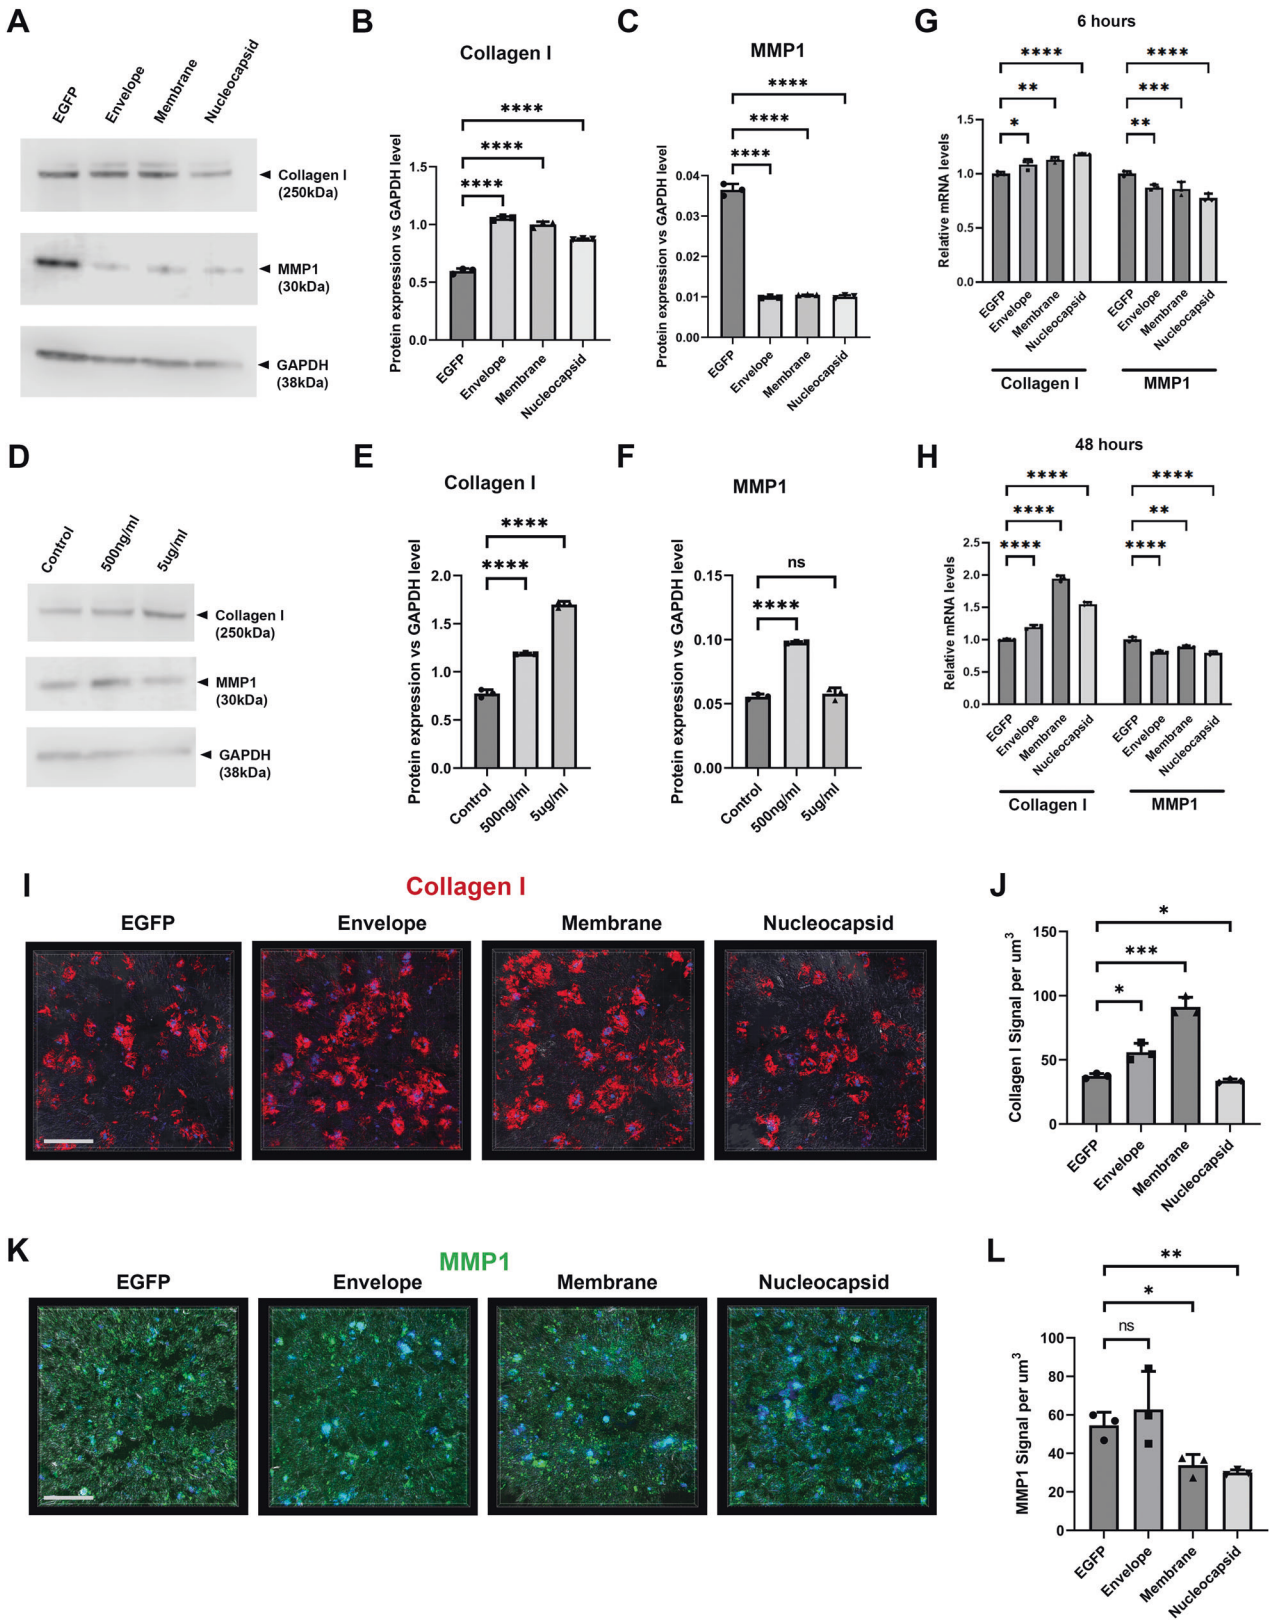 A
EGFP
Envelope
Membrane
Nucleocapsid
Collagen I
(250kDa)
MMP1
(30kDa)
GAPDH
(38kDa)
B
Collagen I
****
****
****
Protein expression vs GAPDH level
1.5
1.0
0.5
0.0
EGFP
Envelope
Membrane
Nucleocapsid
C
MMP1
****
****
****
Protein expression vs GAPDH level
0.04
0.03
0.02
0.01
0.00
EGFP
Envelope
Membrane
Nucleocapsid
G
6 hours
**** ****
** ***
* **
Relative mRNA levels
1.5
1.0
0.5
0.0
EGFP
Envelope
Membrane
Nucleocapsid
EGFP
Envelope
Membrane
Nucleocapsid
Collagen I MMP1
D
Control
500ng/ml
5ug/ml
Collagen I
(250kDa)
MMP1
(30kDa)
GAPDH
(38kDa)
E
Collagen I
****
****
Protein expression vs GAPDH level
2.0
1.5
1.0
0.5
0.0
Control
500ng/ml
5ug/ml
F
MMP1
ns
****
Protein expression vs GAPDH level
0.15
0.10
0.05
0.00
Control
500ng/ml
5ug/ml
H
48 hours
**** ****
**** **
**** ****
Relative mRNA levels
2.5
2.0
1.5
1.0
0.5
0.0
EGFP
Envelope
Membrane
Nucleocapsid
EGFP
Envelope
Membrane
Nucleocapsid
Collagen I MMP1
I
Collagen I
EGFP Envelope Membrane Nucleocapsid
J
*
***
*
Collagen I Signal per um³
150
100
50
0
EGFP
Envelope
Membrane
Nucleocapsid
K
MMP1
EGFP Envelope Membrane Nucleocapsid
L
**
*
ns
MMP1 Signal per um³
100
80
60
40
20
0
EGFP
Envelope
Membrane
Nucleocapsid